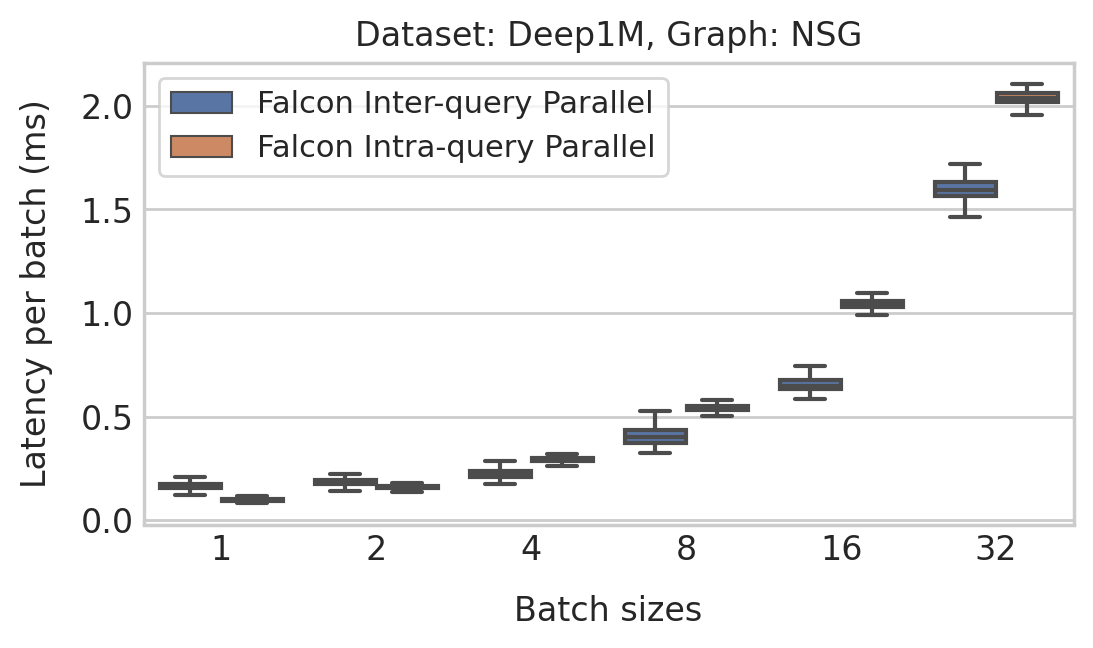 Dataset: Deep1M, Graph: NSG
Falcon Inter-query Parallel
Falcon Intra-query Parallel
Latency per batch (ms)
2.0
1.5
1.0
0.5
0.0
1 2 4 8 16 32
Batch sizes